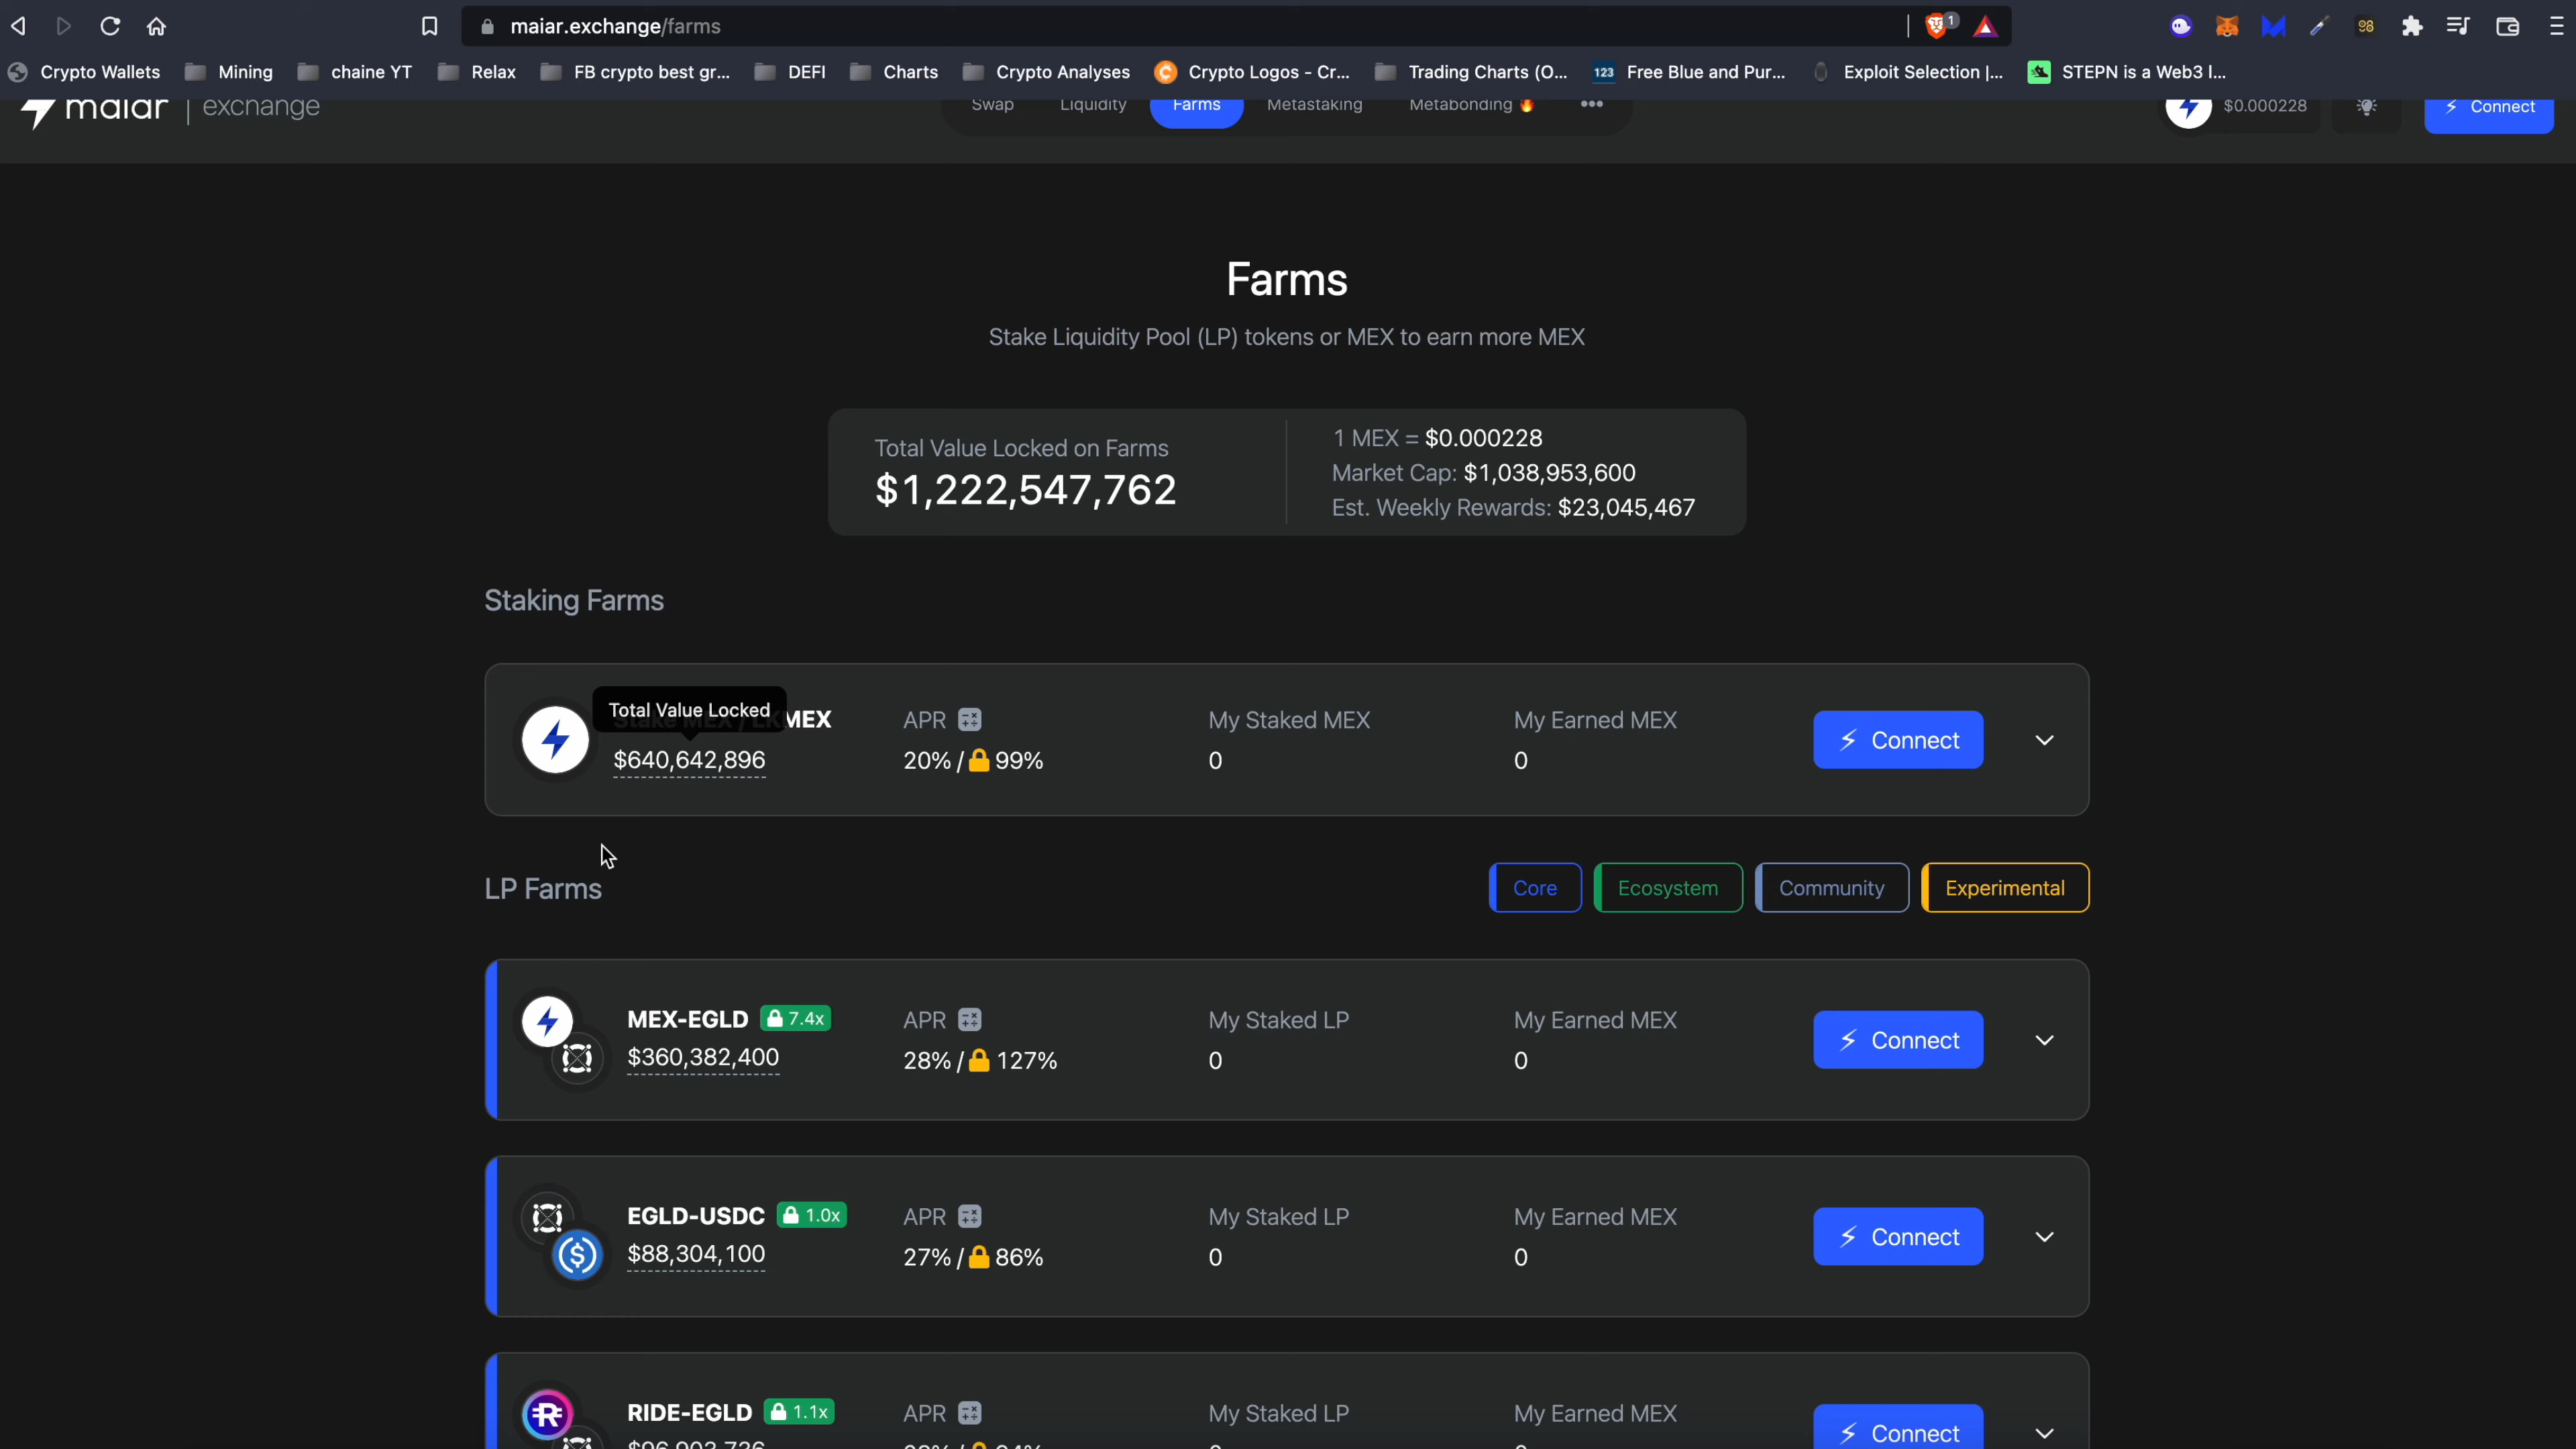 maiar.exchange/farms
1
98
Crypto Wallets
Mining
chaine YT
Relax
FB crypto best gr...
DEFI
Charts
Crypto Analyses
Crypto Logos - Cr...
Trading Charts (O...
123 Free Blue and Pur...
Exploit Selection |...
STEPN is a Web3 l...
maiar | exchange
Swap
Liquidity
Farms
Metastaking
Metabonding
$0.000228
Connect
Farms
Stake Liquidity Pool (LP) tokens or MEX to earn more MEX
Total Value Locked on Farms
$1,222,547,762
1 MEX = $0.000228
Market Cap: $1,038,953,600
Est. Weekly Rewards: $23,045,467
Staking Farms
Total Value Locked
Stake MEX / LKMEX
$640,642,896
APR
20% / 99%
My Staked MEX
0
My Earned MEX
0
Connect
LP Farms
Core
Ecosystem
Community
Experimental
MEX-EGLD 7.4x
$360,382,400
APR
28% / 127%
My Staked LP
0
My Earned MEX
0
Connect
EGLD-USDC 1.0x
$88,304,100
APR
27% / 86%
My Staked LP
0
My Earned MEX
0
Connect
RIDE-EGLD 1.1x
APR
My Staked LP
My Earned MEX
Connect